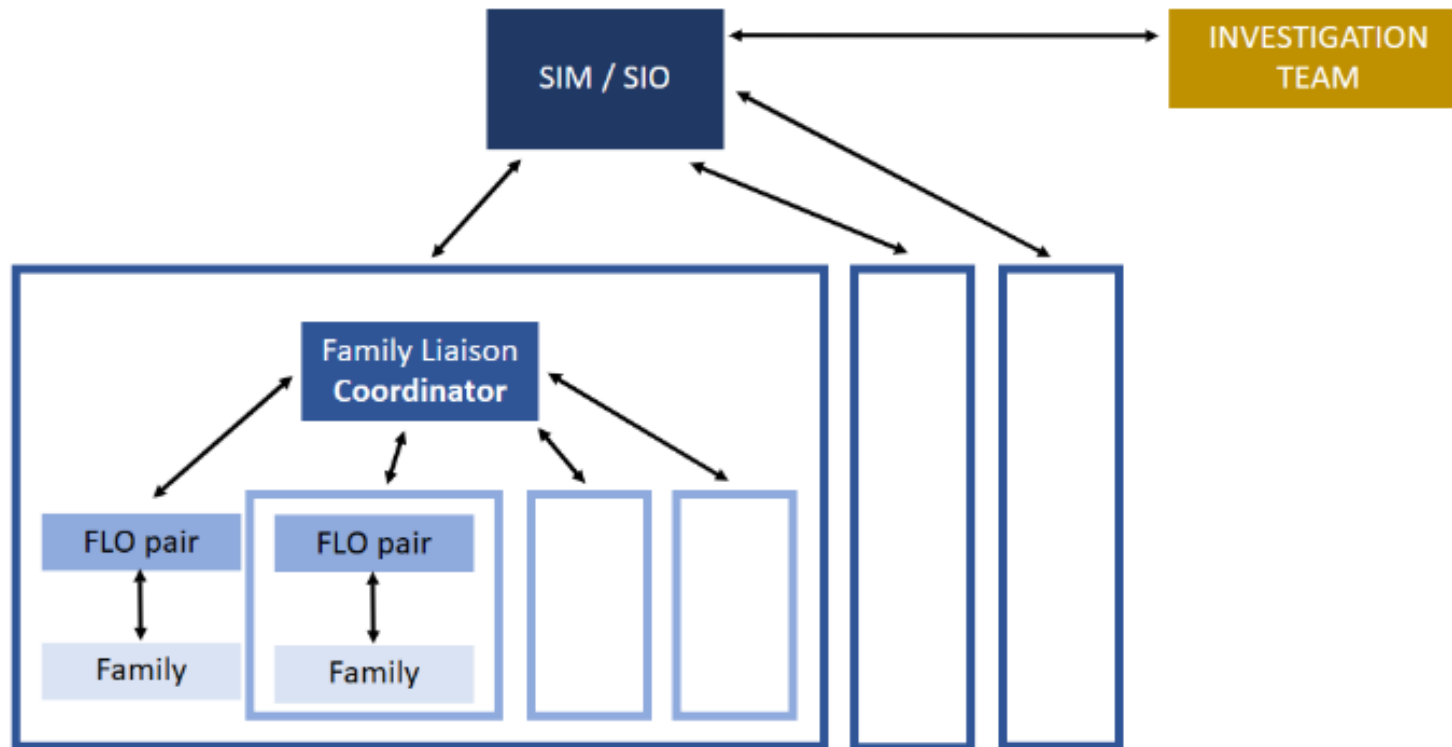 SIM / SIO
INVESTIGATION
TEAM
Family Liaison
Coordinator
FLO pair
FLO pair
Family
Family